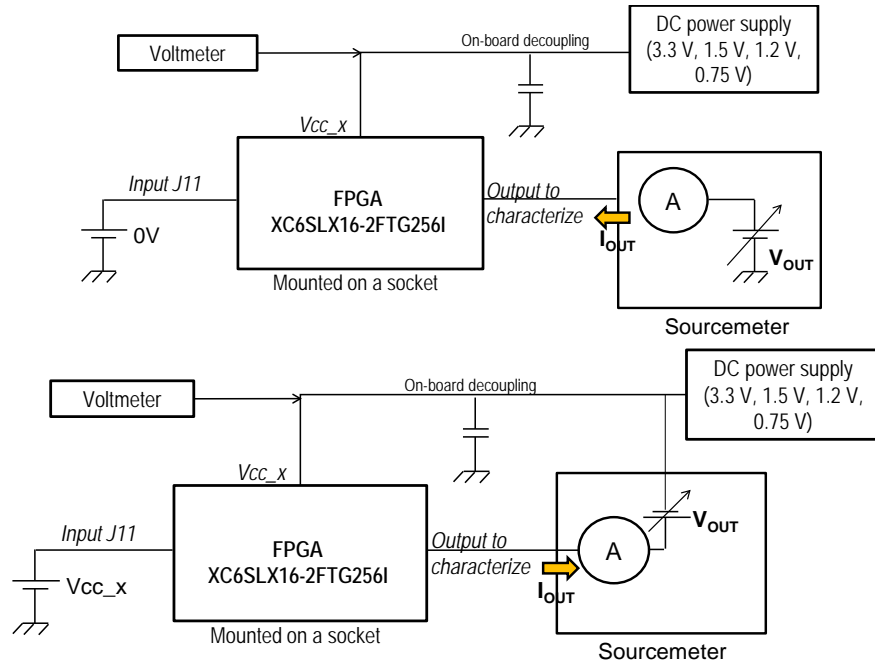 Voltmeter
On-board decoupling
DC power supply
(3.3 V, 1.5 V, 1.2 V,
0.75 V)
Vcc_x
Input J11
0V
FPGA
XC6SLX16-2FTG256I
Mounted on a socket
Output to
characterize
IOUT
A
VOUT
Sourcemeter
Voltmeter
On-board decoupling
DC power supply
(3.3 V, 1.5 V, 1.2 V,
0.75 V)
Vcc_x
Input J11
Vcc_x
FPGA
XC6SLX16-2FTG256I
Mounted on a socket
Output to
characterize
IOUT
A
VOUT
Sourcemeter